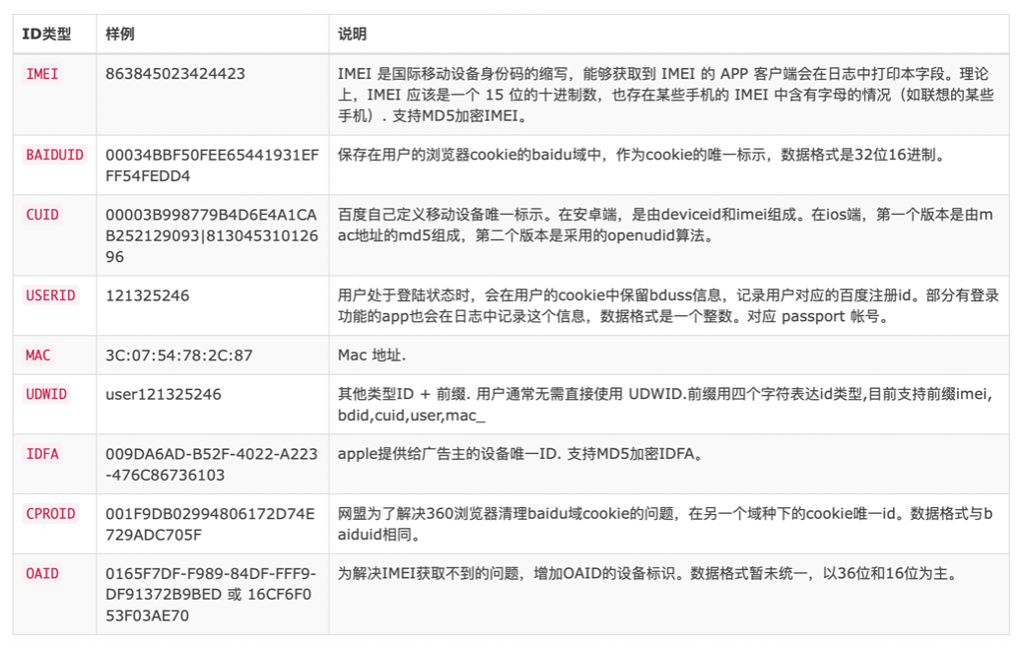 ID类型 样例 说明
IMEI 863845023424423 IMEI 是国际移动设备身份码的缩写，能够获取到 IMEI 的 APP 客户端会在日志中打印本字段。理论
上，IMEI 应该是一个 15 位的十进制数，也存在某些手机的 IMEI 中含有字母的情况（如联想的某些
手机）. 支持MD5加密IMEI。
BAIDUID 00034BBF50FEE65441931EF 保存在用户的浏览器cookie的baidu域中，作为cookie的唯一标示，数据格式是32位16进制。
FF54FEDD4
CUID 00003B998779B4D6E4A1CA 百度自己定义移动设备唯一标示。在安卓端，是由deviceid和imei组成。在ios端，第一个版本是由m
B252129093|813045310126 ac地址的md5组成，第二个版本是采用的openudid算法。
96
USERID 121325246 用户处于登陆状态时，会在用户的cookie中保留bduss信息，记录用户对应的百度注册id。部分有登录
功能的app也会在日志中记录这个信息，数据格式是一个整数。对应 passport 帐号。
MAC 3C:07:54:78:2C:87 Mac 地址.
UDWID user121325246 其他类型ID + 前缀. 用户通常无需直接使用 UDWID.前缀用四个字符表达id类型,目前支持前缀imei,
bdid,cuid,user,mac_
IDFA 009DA6AD-B52F-4022-A223 apple提供给广告主的设备唯一ID. 支持MD5加密IDFA。
-476C86736103
CPROID 001F9DB02994806172D74E 网盟为了解决360浏览器清理baidu域cookie的问题，在另一个域种下的cookie唯一id。数据格式与b
729ADC705F aiduid相同。
OAID 0165F7DF-F989-84DF-FFF9- 为解决IMEI获取不到的问题，增加OAID的设备标识。数据格式暂未统一，以36位和16位为主。
DF91372B9BED 或 16CF6F0
53F03AE70